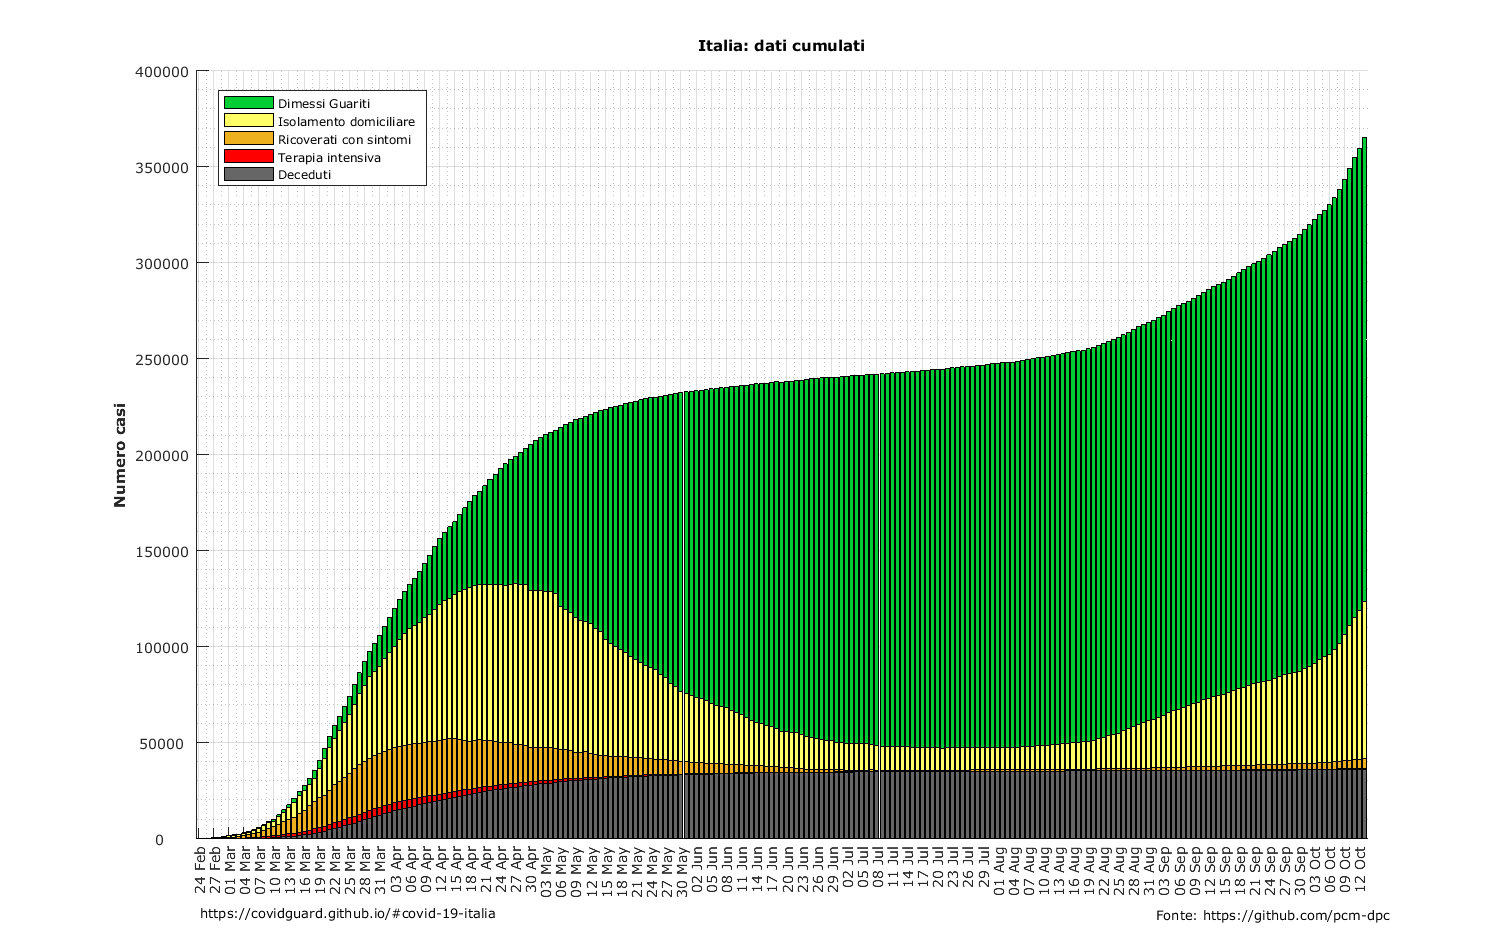 Italia: dati cumulati
400000
350000
300000
250000
200000
150000
100000
50000
0
Numero casi
Dimessi Guariti
Isolamento domiciliare
Ricoverati con sintomi
Terapia intensiva
Deceduti
24 Feb
27 Feb
01 Mar
04 Mar
07 Mar
10 Mar
13 Mar
16 Mar
19 Mar
22 Mar
25 Mar
28 Mar
31 Mar
03 Apr
06 Apr
09 Apr
12 Apr
15 Apr
18 Apr
21 Apr
24 Apr
27 Apr
30 Apr
03 May
06 May
09 May
12 May
15 May
18 May
21 May
24 May
27 May
30 May
02 Jun
05 Jun
08 Jun
11 Jun
14 Jun
17 Jun
20 Jun
23 Jun
26 Jun
29 Jun
02 Jul
05 Jul
08 Jul
11 Jul
14 Jul
17 Jul
20 Jul
23 Jul
26 Jul
29 Jul
01 Aug
04 Aug
07 Aug
10 Aug
13 Aug
16 Aug
19 Aug
22 Aug
25 Aug
28 Aug
31 Aug
03 Sep
06 Sep
09 Sep
12 Sep
15 Sep
18 Sep
21 Sep
24 Sep
27 Sep
30 Sep
03 Oct
06 Oct
09 Oct
12 Oct
https://covidguard.github.io/#covid-19-italia
Fonte: https://github.com/pcm-dpc